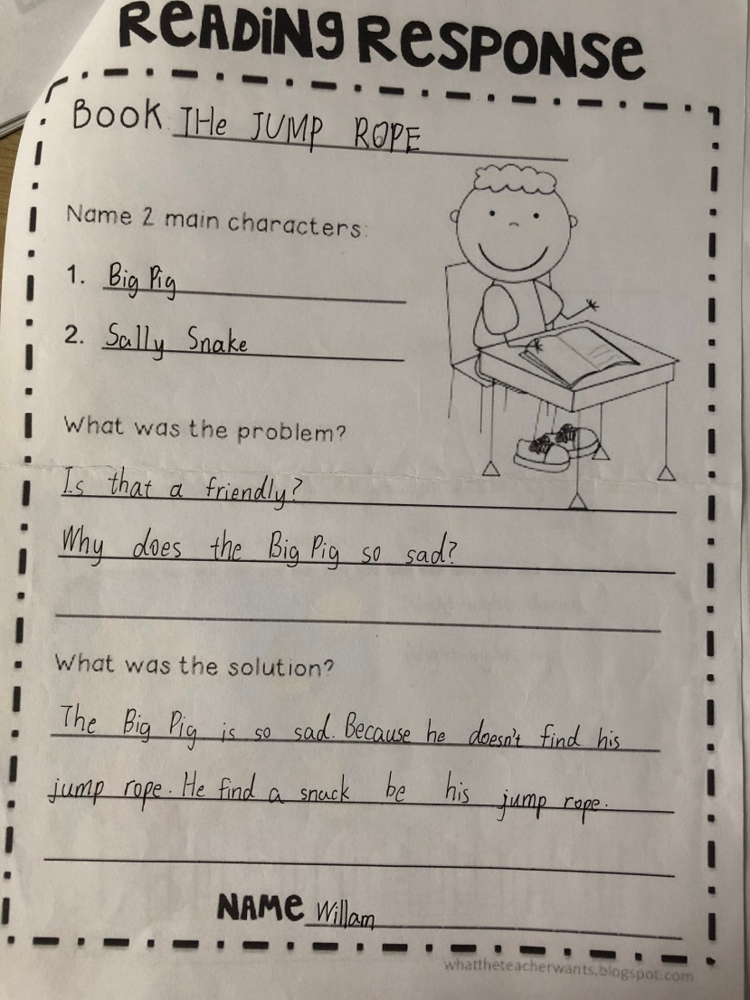 READING RESPONSE
BOOK THe JUMP ROPE
Name 2 main characters:
1. Big Pig
2. Sally Snake
What was the problem?
Is that a friendly?
Why does the Big Pig so sad?
What was the solution?
The Big Pig is so sad. Because he doesn't find his
jump rope. He find a snack be his jump rope.
NAMe Willam
whattheteacherwants.blogspot.com